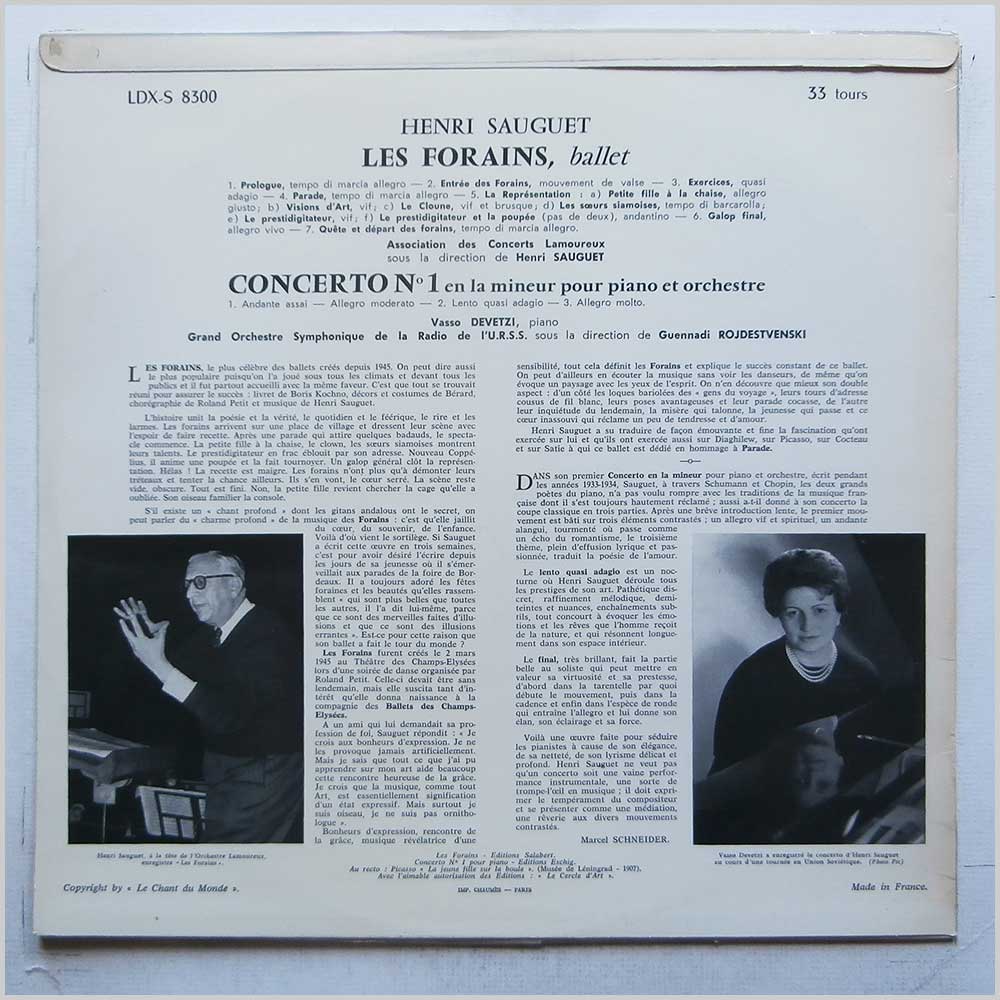 LDX-S 8300
33 tours
HENRI SAUGUET
LES FORAINS, ballet
1. Prologue, tempo di marcia allegro — 2. Entrée des Forains, mouvement de valse — 3. Exercices, quasi
adagio — 4. Parade, tempo di marcia allegro — 5. La Représentation : a) Petite fille à la chaise, allegro
giusto; b) Visions d'Art, vif; c) Le Cloune, vif et brusque; d) Les sœurs siamoises, tempo di barcarolla;
e) Le prestidigitateur, vif; f) Le prestidigitateur et la poupée (pas de deux), andantino — 6. Galop final,
allegro vivo — 7. Quête et départ des forains, tempo di marcia allegro.
Association des Concerts Lamoureux
sous la direction de Henri SAUGUET
CONCERTO Nº 1 en la mineur pour piano et orchestre
1. Andante assai — Allegro moderato — 2. Lento quasi adagio — 3. Allegro molto.
Vasso DEVETZI, piano
Grand Orchestre Symphonique de la Radio de l'U.R.S.S. sous la direction de Guennadi ROJDESTVENSKI
LES FORAINS, le plus célèbre des ballets créés depuis 1945. On peut dire aussi
le plus populaire puisqu'on l'a joué sous tous les climats et devant tous les
publics et il fut partout accueilli avec la même faveur. C'est que tout se trouvait
réuni pour assurer le succès : livret de Boris Kochno, décors et costumes de Bérard,
chorégraphie de Roland Petit et musique de Henri Sauguet.
L'histoire unit la poésie et la vérité, le quotidien et le féerique, le rire et les
larmes. Les forains arrivent sur une place de village et dressent leur scène avec
l'espoir de faire recette. Après une parade qui attire quelques badauds, le specta-
cle commence. La petite fille à la chaise, le clown, les sœurs siamoises montrent
leurs talents. Le prestidigitateur en frac éblouit par son adresse. Nouveau Coppé-
lius, il anime une poupée et la fait tournoyer. Un galop général clôt la représen-
tation. Hélas ! La recette est maigre. Les forains n'ont plus qu'à démonter leurs
tréteaux et tenter la chance ailleurs. Ils s'en vont, le cœur serré. La scène reste
vide, obscure. Tout est fini. Non, la petite fille revient chercher la cage qu'elle a
oubliée. Son oiseau familier la console.
S'il existe un « chant profond » dont les gitans andalous ont le secret, on
peut parler du « charme profond » de la musique des Forains : c'est qu'elle jaillit
du cœur, du souvenir, de l'enfance.
Voilà d'où vient le sortilège. Si Sauguet
a écrit cette œuvre en trois semaines,
c'est pour avoir désiré l'écrire depuis
les jours de sa jeunesse où il s'émer-
veillait aux parades de la foire de Bor-
deaux. Il a toujours adoré les fêtes
foraines et les beautés qu'elles rassem-
blent « qui sont plus belles que toutes
les autres, il l'a dit lui-même, parce
que ce sont des merveilles faites d'illu-
sions et que ce sont des illusions
errantes ». Est-ce pour cette raison que
son ballet a fait le tour du monde ?
Les Forains furent créés le 2 mars
1945 au Théâtre des Champs-Elysées
lors d'une soirée de danse organisée par
Roland Petit. Celle-ci devait être sans
lendemain, mais elle suscita tant d'in-
térêt qu'elle donna naissance à la
compagnie des Ballets des Champs-
Elysées.
A un ami qui lui demandait sa pro-
fession de foi, Sauguet répondit : « Je
crois aux bonheurs d'expression. Je ne
les provoque jamais artificiellement.
Mais je sais que tout ce que j'ai pu
apprendre sur mon art aide beaucoup
cette rencontre heureuse de la grâce.
Je crois que la musique, comme tout
Art, est essentiellement signification
d'un état expressif. Mais surtout je
suis oiseau, je ne suis pas ornitho-
logue ».
Bonheurs d'expression, rencontre de
la grâce, musique révélatrice d'une
sensibilité, tout cela définit les Forains et explique le succès constant de ce ballet.
On peut d'ailleurs en écouter la musique sans voir les danseurs, de même qu'on
évoque un paysage avec les yeux de l'esprit. On n'en découvre que mieux son double
aspect : d'un côté les loques bariolées des « gens du voyage », leurs tours d'adresse
cousus de fil blanc, leurs poses avantageuses et leur parade cocasse, de l'autre
leur inquiétude du lendemain, la misère qui talonne, la jeunesse qui passe et ce
cœur inassouvi qui réclame un peu de tendresse et d'amour.
Henri Sauguet a su traduire de façon émouvante et fine la fascination qu'ont
exercée sur lui et qu'ils ont exercée aussi sur Diaghilew, sur Picasso, sur Cocteau
et sur Satie à qui ce ballet est dédié en hommage à Parade.
DANS son premier Concerto en la mineur pour piano et orchestre, écrit pendant
les années 1933-1934, Sauguet, à travers Schumann et Chopin, les deux grands
poètes du piano, n'a pas voulu rompre avec les traditions de la musique fran-
çaise dont il s'est toujours hautement réclamé ; aussi a-t-il donné à son concerto la
coupe classique en trois parties. Après une brève introduction lente, le premier mou-
vement est bâti sur trois éléments contrastés ; un allegro vif et spirituel, un andante
alangui, tourmenté où passe comme
un écho du romantisme, le troisième
thème, plein d'effusion lyrique et pas-
sionnée, traduit la poésie de l'amour.
Le lento quasi adagio est un noc-
turne où Henri Sauguet déroule tous
les prestiges de son art. Pathétique dis-
cret, raffinement mélodique, demi-
teintes et nuances, enchaînements sub-
tils, tout concourt à évoquer les émo-
tions et les rêves que l'homme reçoit
de la nature, et qui résonnent longue-
ment dans son espace intérieur.
Le final, très brillant, fait la partie
belle au soliste qui peut mettre en
valeur sa virtuosité et sa prestesse,
d'abord dans la tarentelle par quoi
débute le mouvement, puis dans la
cadence et enfin dans l'espèce de ronde
qui entraîne l'allegro et lui donne son
élan, son éclairage et sa force.
Voilà une œuvre faite pour séduire
les pianistes à cause de son élégance,
de sa netteté, de son lyrisme délicat et
profond. Henri Sauguet ne veut pas
qu'un concerto soit une vaine perfor-
mance instrumentale, une sorte de
trompe-l'œil en musique ; il doit expri-
mer le tempérament du compositeur
et se présenter comme une médiation,
une rêverie aux divers mouvements
contrastés.
Marcel SCHNEIDER.
Henri Sauguet, à la tête de l'Orchestre Lamoureux,
enregistre « Les Forains ».
Les Forains - Editions Salabert.
Concerto Nº 1 pour piano - Editions Eschig.
Au recto : Picasso « La jeune fille sur la boule ». (Musée de Léningrad - 1907).
Avec l'aimable autorisation des Editions : « Le Cercle d'Art ».
Vasso Devetzi a enregistré le concerto d'Henri Sauguet
en cours d'une tournée en Union Soviétique. (Photo Pic)
Copyright by « Le Chant du Monde ».
IMP. CHAUMÈS — PARIS
Made in France.